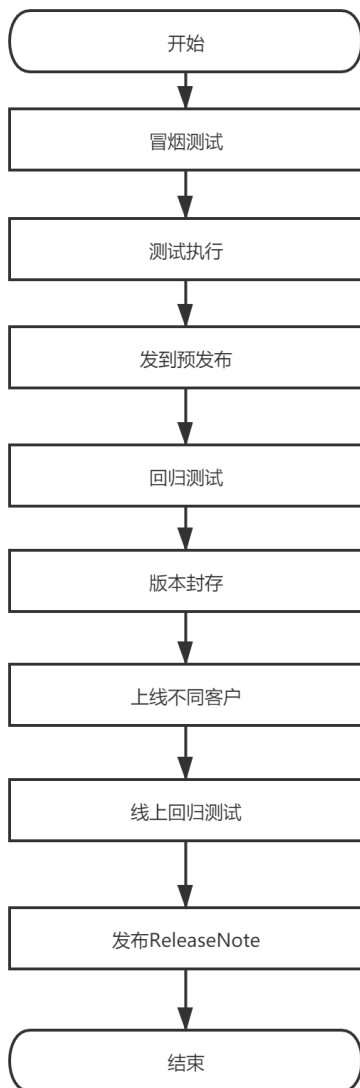 开始
冒烟测试
测试执行
发到预发布
回归测试
版本封存
上线不同客户
线上回归测试
发布ReleaseNote
结束